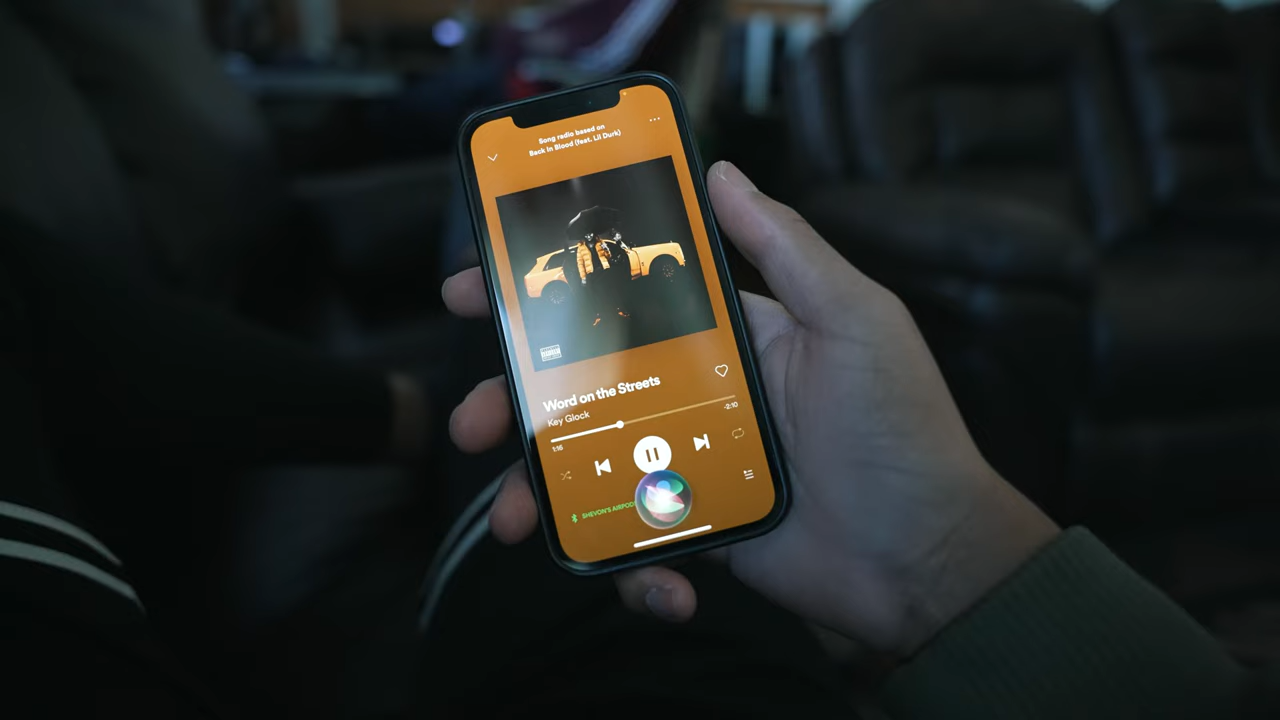 Song radio based on
Back in Blood (feat. Lil Durk)
Word on the Streets
Key Glock
1:16
-2:10
SHEVON'S AIRPOD